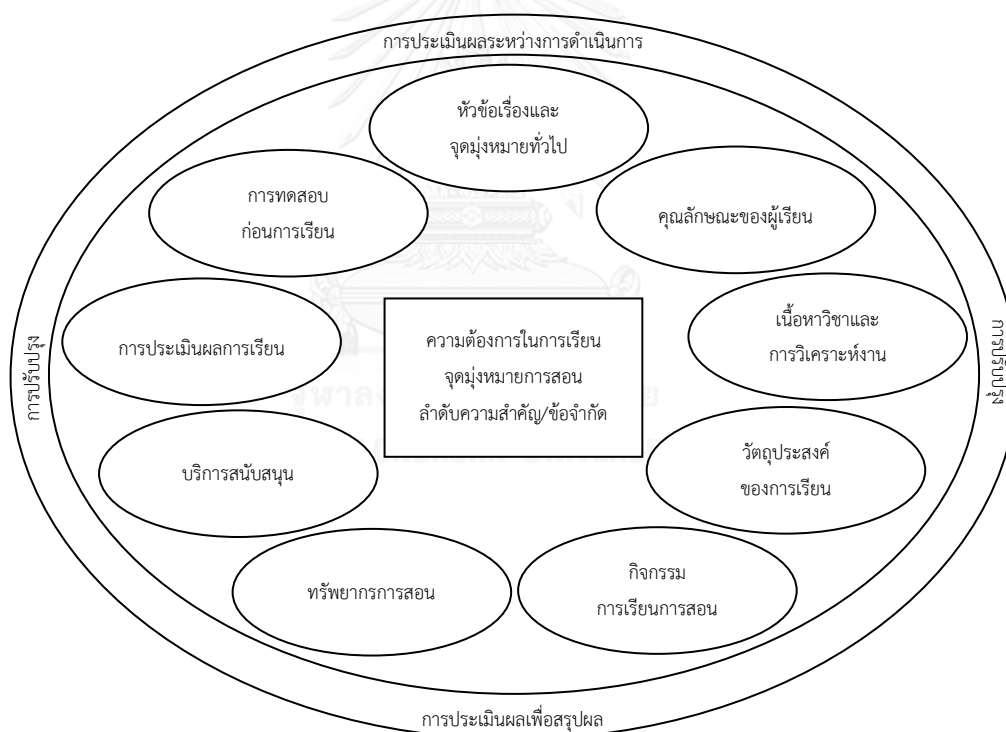 การประเมินผลระหว่างการดำเนินการ
หัวข้อเรื่องและ
จุดมุ่งหมายทั่วไป
การทดสอบ
ก่อนการเรียน
คุณลักษณะของผู้เรียน
การประเมินผลการเรียน
ความต้องการในการเรียน
จุดมุ่งหมายการสอน
ลำดับความสำคัญ/ข้อจำกัด
เนื้อหาวิชาและ
การวิเคราะห์งาน
การปรับปรุง
การปรับปรุง
บริการสนับสนุน
วัตถุประสงค์
ของการเรียน
ทรัพยากรการสอน
กิจกรรม
การเรียนการสอน
การประเมินผลเพื่อสรุปผล